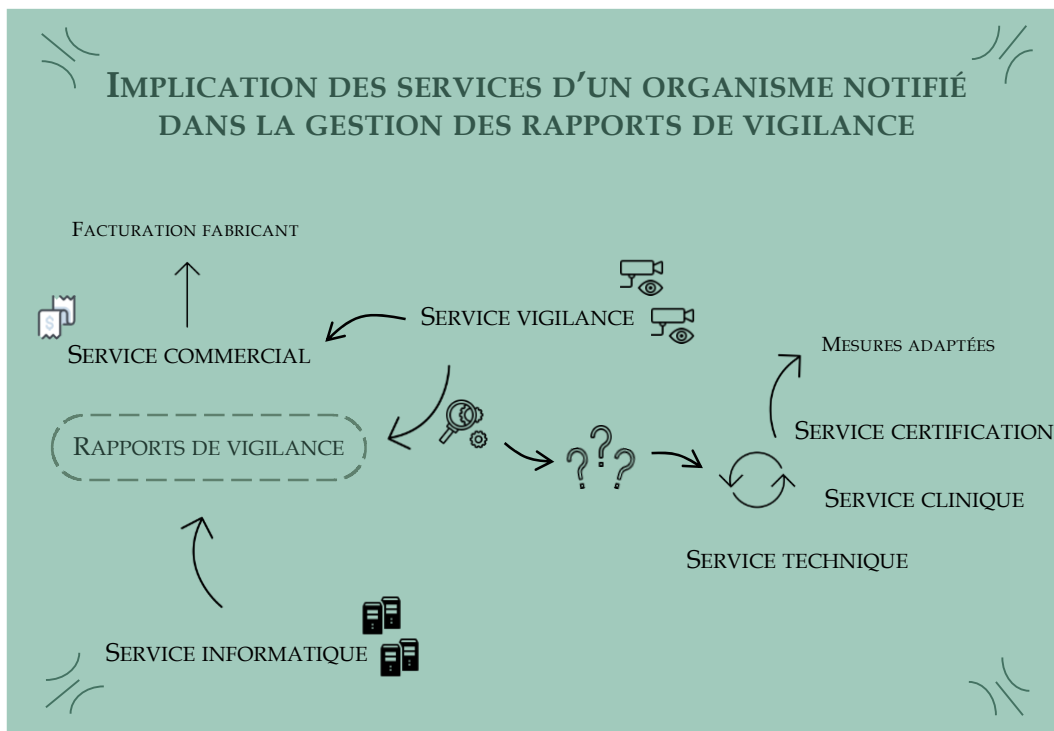 IMPLICATION DES SERVICES D'UN ORGANISME NOTIFIÉ
DANS LA GESTION DES RAPPORTS DE VIGILANCE
FACTURATION FABRICANT
SERVICE VIGILANCE
SERVICE COMMERCIAL
MESURES ADAPTÉES
RAPPORTS DE VIGILANCE
SERVICE CERTIFICATION
SERVICE CLINIQUE
SERVICE TECHNIQUE
SERVICE INFORMATIQUE